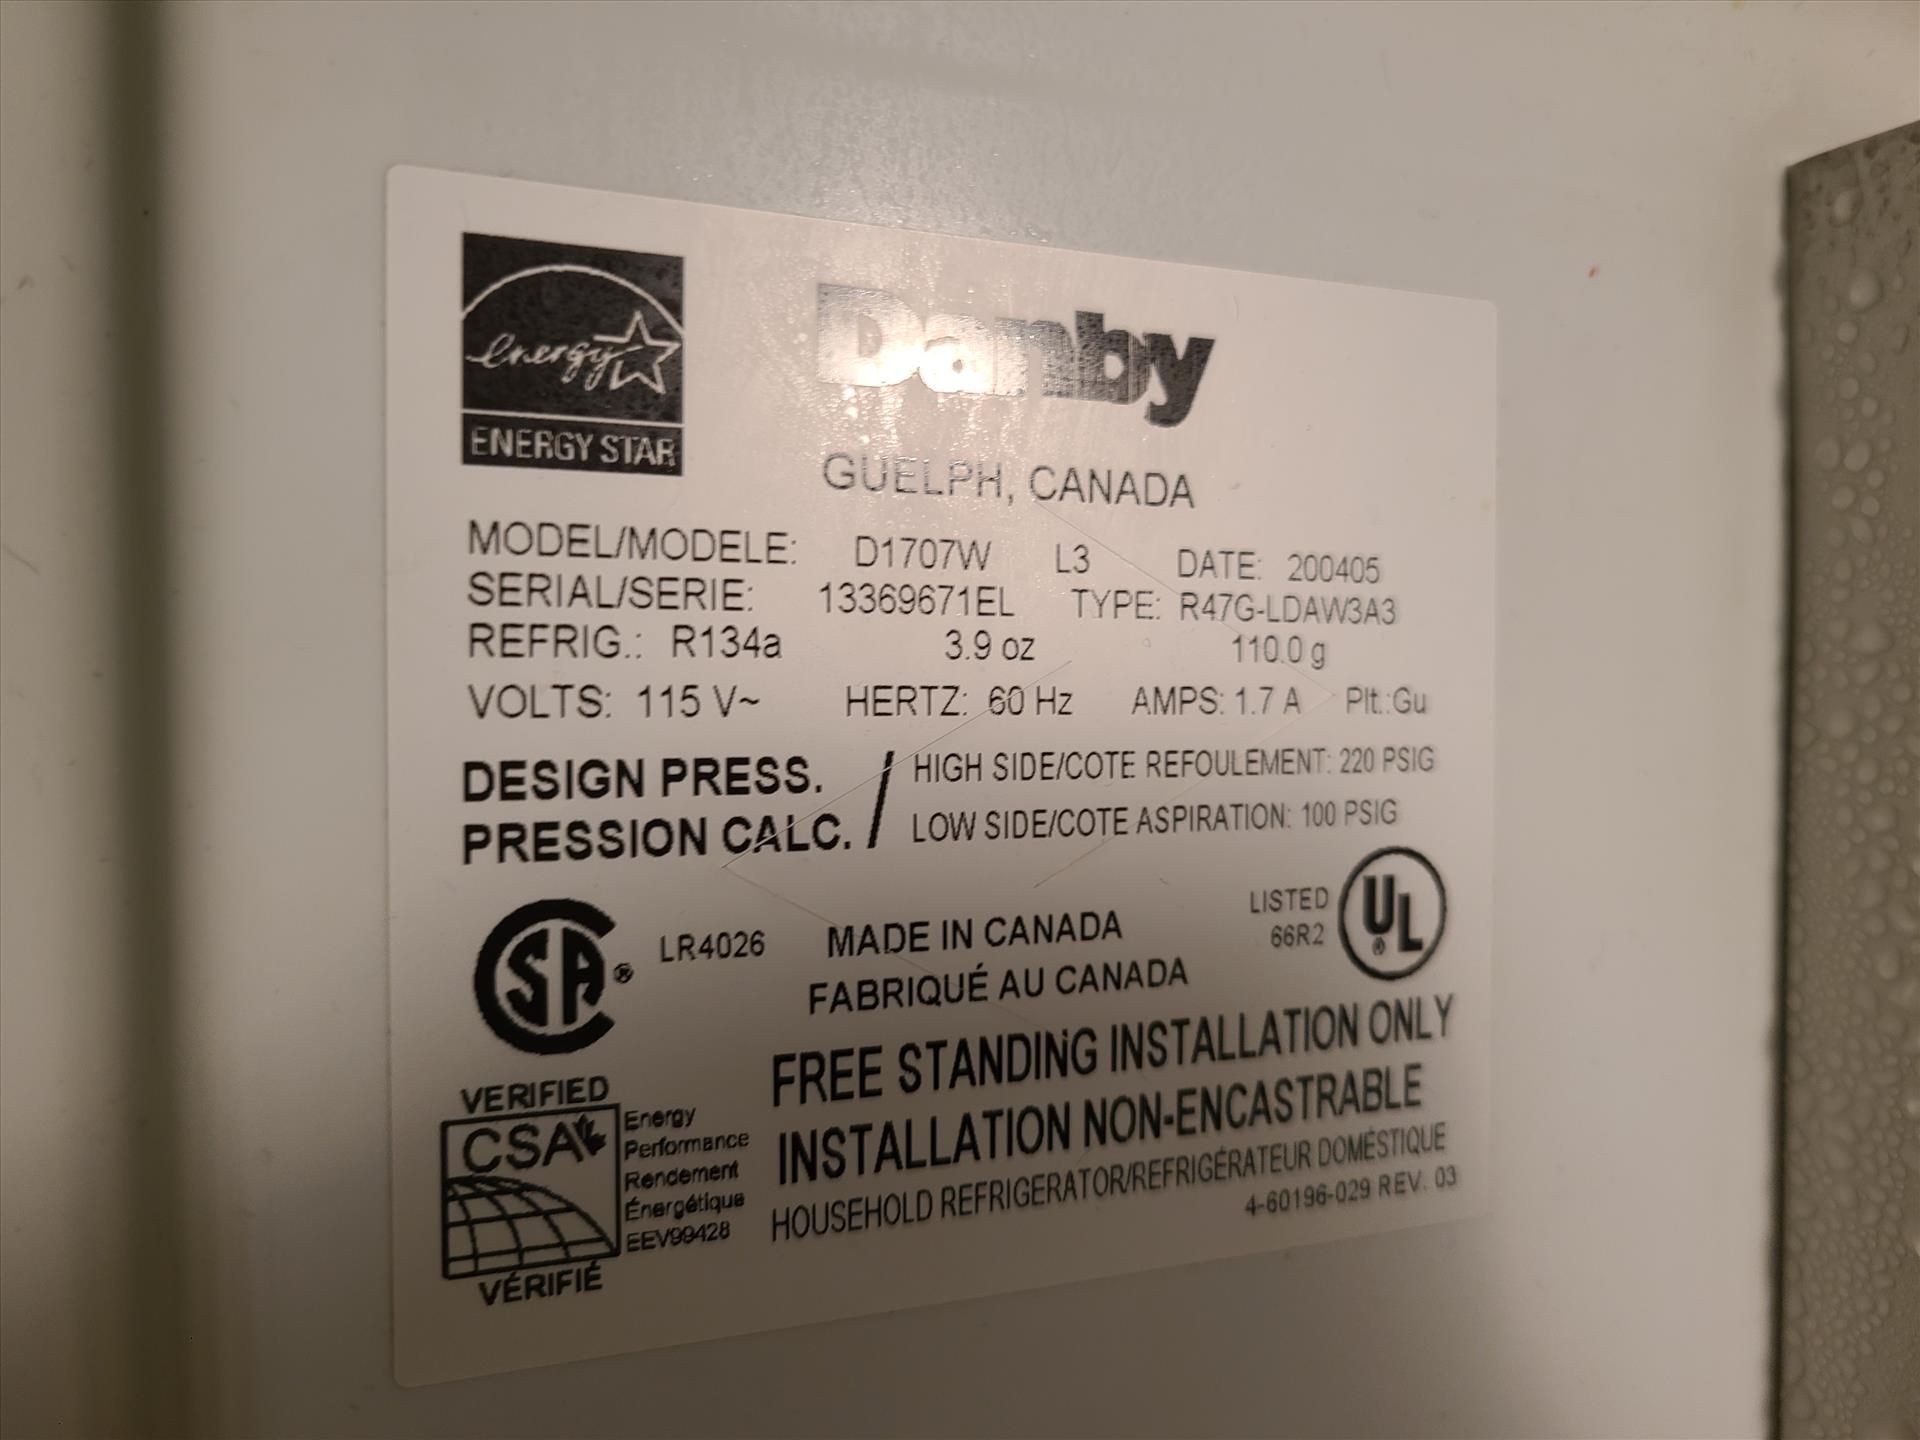 energy
ENERGY STAR
Danby
GUELPH, CANADA
MODEL/MODELE: D1707W L3 DATE: 200405
SERIAL/SERIE: 13369671EL TYPE: R47G-LDAW3A3
REFRIG.: R134a 3.9 oz 110.0 g
VOLTS: 115 V~ HERTZ: 60 Hz AMPS: 1.7 A Plt.:Gu
DESIGN PRESS. / HIGH SIDE/COTE REFOULEMENT: 220 PSIG
PRESSION CALC. LOW SIDE/COTE ASPIRATION: 100 PSIG
SA® LR4026 MADE IN CANADA LISTED UL®
FABRIQUÉ AU CANADA 66R2
FREE STANDING INSTALLATION ONLY
INSTALLATION NON-ENCASTRABLE
HOUSEHOLD REFRIGERATOR/REFRIGÉRATEUR DOMÉSTIQUE
4-60196-029 REV. 03
VERIFIED
CSA
Energy
Performance
Rendement
Énergétique
EEV99428
VÉRIFIÉ